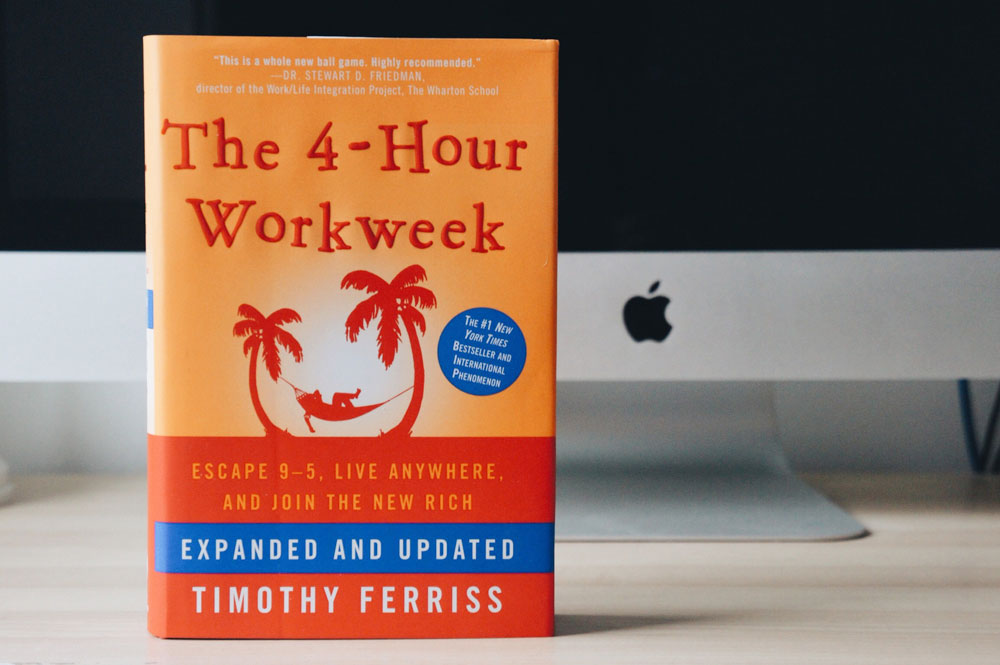 "This is a whole new ball game. Highly recommended."
—DR. STEWART D. FRIEDMAN,
director of the Work/Life Integration Project, The Wharton School
The 4-Hour
Workweek
THE #1 NEW
YORK TIMES
BESTSELLER AND
INTERNATIONAL
PHENOMENON
ESCAPE 9–5, LIVE ANYWHERE,
AND JOIN THE NEW RICH
EXPANDED AND UPDATED
TIMOTHY FERRISS